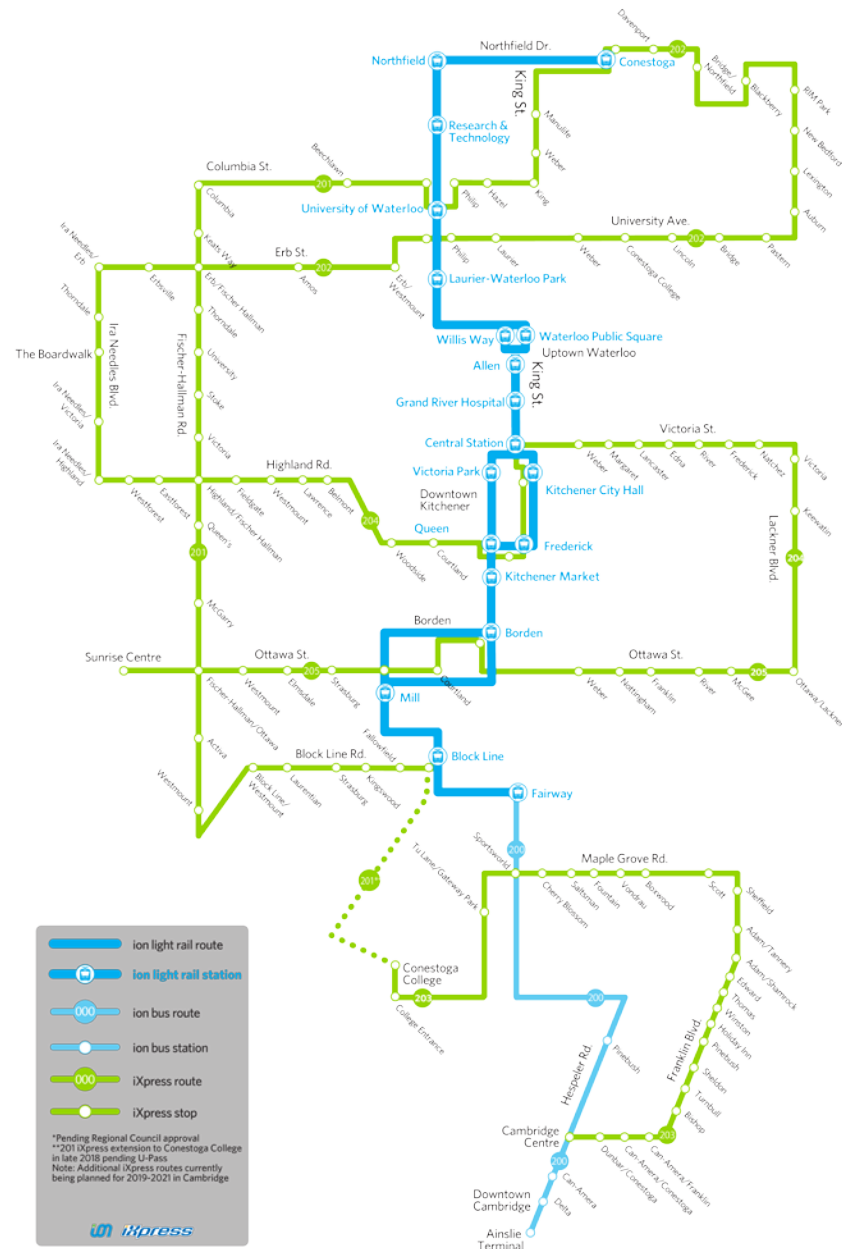 Davenport
202
Northfield Dr.
Northfield
Conestoga
Bridge/
Northfield
Blackberry
RIM Park
King St.
Manulife
Research &
Technology
New Bedford
Weber
Beechlawn
Columbia St.
201
Lexington
Columbia
Philip
Hazel
King
University of Waterloo
Auburn
University Ave.
Ira Needles/
Erb
Keats Way
Erb St.
202
Philip
Laurier
Weber
Conestoga College
Lincoln
202
Bridge
Pastern
Erbsville
Erb/Fischer Hallman
Amos
Erb/
Westmount
Laurier-Waterloo Park
Thorndale
Thorndale
Ira Needles Blvd.
Fischer-Hallman Rd.
Willis Way
Waterloo Public Square
Uptown Waterloo
The Boardwalk
University
Allen
King St.
Stoke
Grand River Hospital
Ira Needles/
Victoria
Victoria
Central Station
Victoria St.
Weber
Margaret
Lancaster
Edna
River
Frederick
Natchez
Victoria
Ira Needles/
Highland
Highland Rd.
Victoria Park
Kitchener City Hall
Downtown
Kitchener
Westforest
Eastforest
Highland/Fischer Hallman
Fieldgate
Westmount
Lawrence
Belmont
204
Keewatin
Lackner Blvd.
204
Queen's
201
Queen
Frederick
Woodside
Courtland
Kitchener Market
McGarry
Borden
Borden
Sunrise Centre
Ottawa St.
205
Ottawa St.
205
Fischer-Hallman/Ottawa
Westmount
Elmsdale
Strasburg
Courtland
Weber
Nottingham
Franklin
River
McGee
Ottawa/Lackner
Mill
Activa
Block Line Rd.
Fallowfield
Block Line
Westmount
Block Line/
Westmount
Laurentian
Strasburg
Kingswood
Fairway
200
Sportsworld
Tu Lane/Gateway Park
Maple Grove Rd.
201**
Cherry Blossom
Saltsman
Fountain
Vondrau
Boxwood
Scott
Sheffield
Adam/Tannery
Conestoga
College
203
College Entrance
200
Adam/Shamrock
Edward
Thomas
Winston
Holiday Inn
Pinebush
Sheldon
Turnbull
Bishop
Franklin Blvd.
Hespeler Rd.
Pinebush
Cambridge
Centre
203
Dunbar/Conestoga
Can-Amera/Conestoga
Can-Amera/Franklin
200
Can-Amera
Downtown
Cambridge
Delta
Ainslie
Terminal
ion light rail route
ion light rail station
000
ion bus route
ion bus station
000
iXpress route
iXpress stop
*Pending Regional Council approval
**201 iXpress extension to Conestoga College
in late 2018 pending U-Pass
Note: Additional iXpress routes currently
being planned for 2019-2021 in Cambridge
ion iXpress